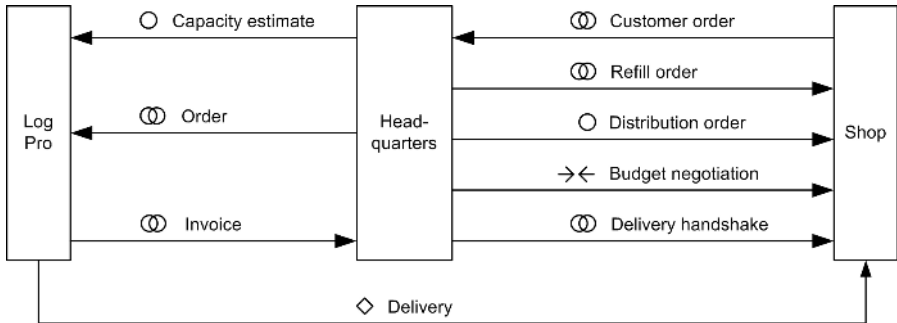 Capacity estimate
Customer order
Refill order
Log
Pro
Order
Head-
quarters
Distribution order
Shop
Budget negotiation
Invoice
Delivery handshake
Delivery